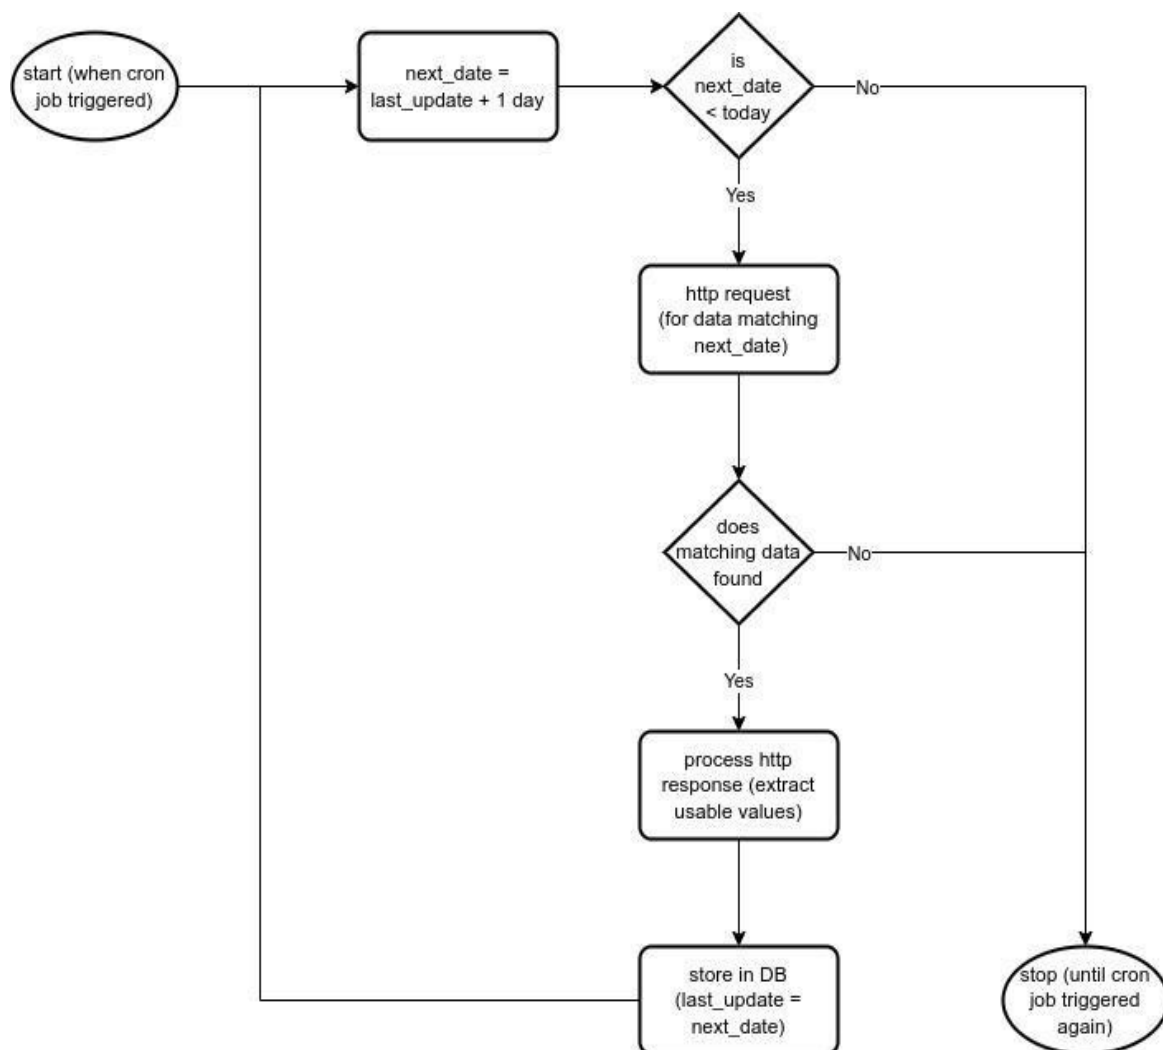 start (when cron
job triggered)
next_date =
last_update + 1 day
is
next_date
< today
No
Yes
http request
(for data matching
next_date)
does
matching data
found
No
Yes
process http
response (extract
usable values)
store in DB
(last_update =
next_date)
stop (until cron
job triggered
again)